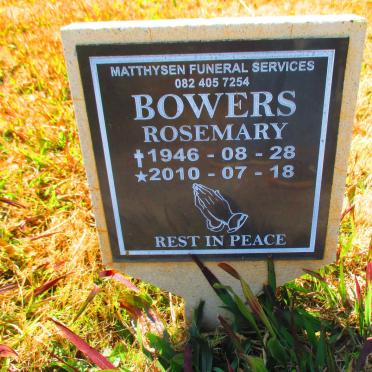 MATTHYSEN FUNERAL SERVICES
082 405 7254
BOWERS
ROSEMARY
✝1946 - 08 - 28
★2010 - 07 - 18
REST IN PEACE